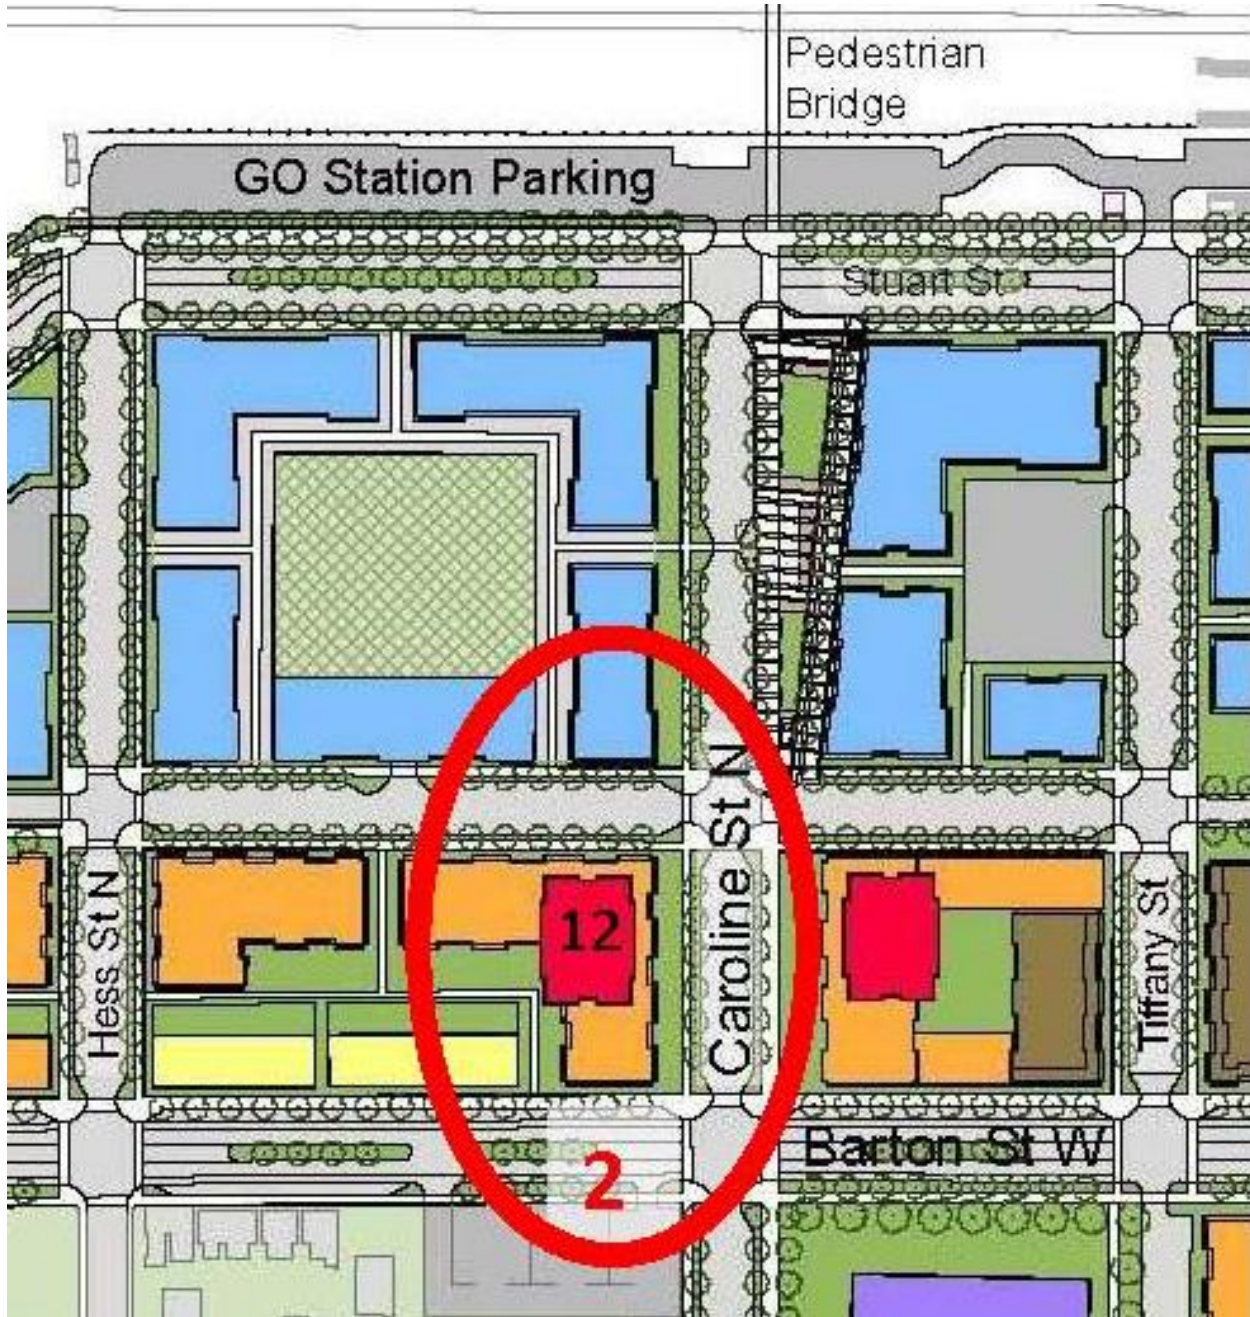 Pedestrian
Bridge
GO Station Parking
Stuart St
12
Hess St N
Caroline St N
Tiffany St
Barton St W
2